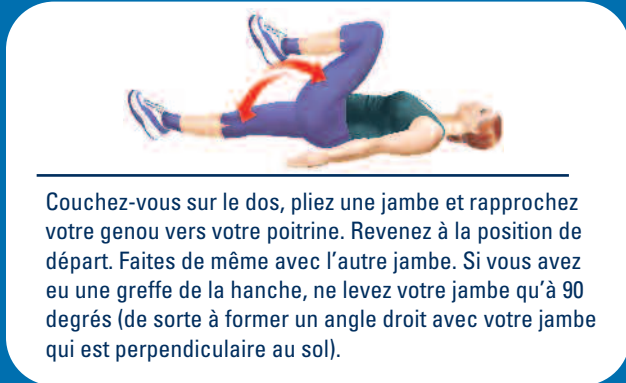 Couchez-vous sur le dos, pliez une jambe et rapprochez
votre genou vers votre poitrine. Revenez à la position de
départ. Faites de même avec l’autre jambe. Si vous avez
eu une greffe de la hanche, ne levez votre jambe qu’à 90
degrés (de sorte à former un angle droit avec votre jambe
qui est perpendiculaire au sol).